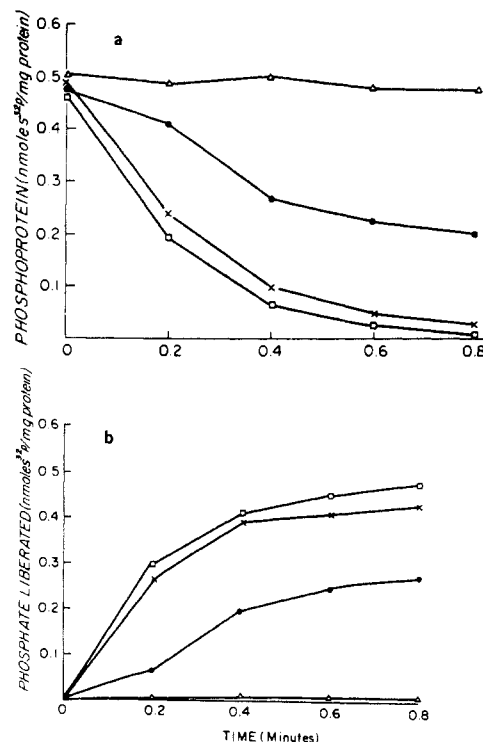 a
PHOSPHOPROTEIN (nmoles ³²P/mg protein)
0.6
0.5
0.4
0.3
0.2
0.1
0 0.2 0.4 0.6 0.8
b
PHOSPHATE LIBERATED (nmoles ³²P/mg protein)
0.6
0.5
0.4
0.3
0.2
0.1
0 0.2 0.4 0.6 0.8
TIME (Minutes)